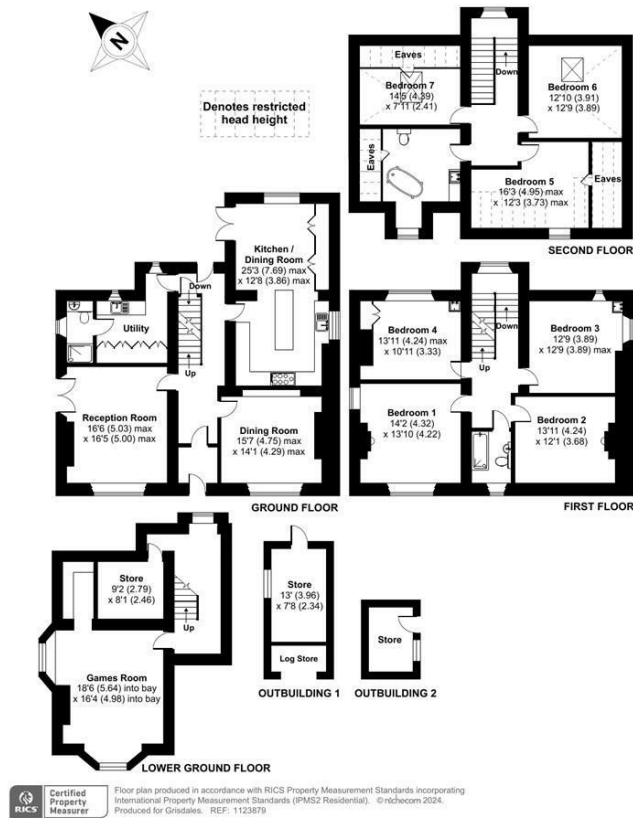 N
Denotes restricted
head height
Eaves
Bedroom 7
14'5 (4.39)
x 7'11 (2.41)
Down
Bedroom 6
12'10 (3.91)
x 12'9 (3.89)
Eaves
Bedroom 5
16'3 (4.95) max
x 12'3 (3.73) max
Eaves
SECOND FLOOR
Kitchen /
Dining Room
25'3 (7.69) max
x 12'8 (3.86) max
Down
Utility
Up
Reception Room
16'6 (5.03) max
x 16'5 (5.00) max
Dining Room
15'7 (4.75) max
x 14'1 (4.29) max
GROUND FLOOR
Bedroom 4
13'11 (4.24) max
x 10'11 (3.33)
Down
Up
Bedroom 3
12'9 (3.89)
x 12'9 (3.89) max
Bedroom 1
14'2 (4.32)
x 13'10 (4.22)
Bedroom 2
13'11 (4.24)
x 12'1 (3.68)
FIRST FLOOR
Store
9'2 (2.79)
x 8'1 (2.46)
Up
Games Room
18'6 (5.64) into bay
x 16'4 (4.98) into bay
LOWER GROUND FLOOR
Store
13' (3.96)
x 7'8 (2.34)
Log Store
OUTBUILDING 1
Store
OUTBUILDING 2
RICS
Certified
Property
Measurer
Floor plan produced in accordance with RICS Property Measurement Standards incorporating
International Property Measurement Standards (IPMS2 Residential). © nichecom 2024.
Produced for Grisdales. REF: 1123879